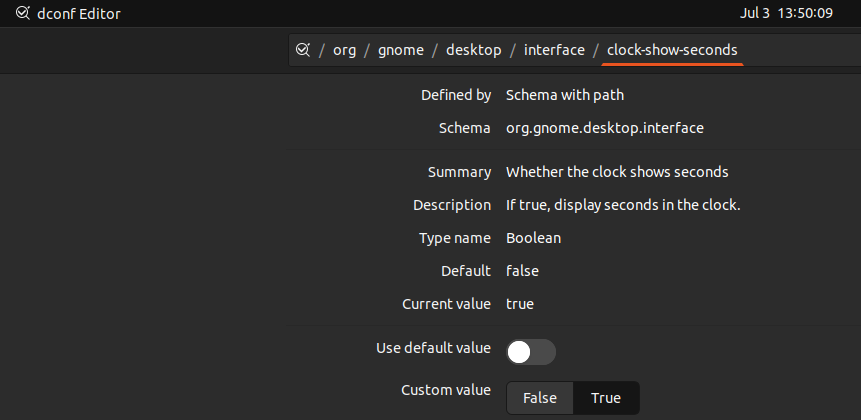 dconf Editor Jul 3 13:50:09
/ org / gnome / desktop / interface / clock-show-seconds
Defined by Schema with path
Schema org.gnome.desktop.interface
Summary Whether the clock shows seconds
Description If true, display seconds in the clock.
Type name Boolean
Default false
Current value true
Use default value
Custom value False True